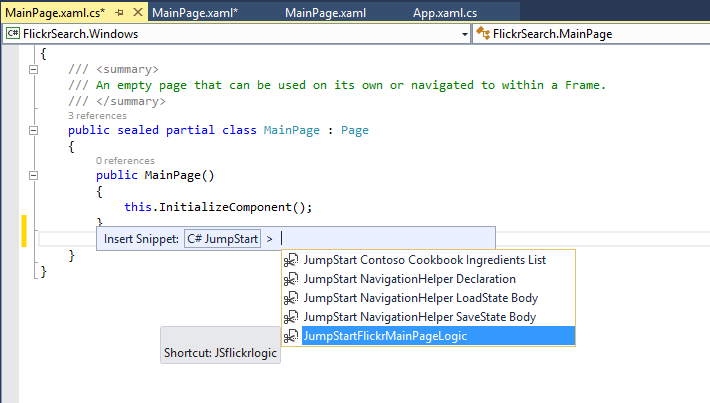 MainPage.xaml.cs* MainPage.xaml* MainPage.xaml App.xaml.cs
C# FlickrSearch.Windows FlickrSearch.MainPage
{
/// <summary>
/// An empty page that can be used on its own or navigated to within a Frame.
/// </summary>
3 references
public sealed partial class MainPage : Page
{
0 references
public MainPage()
{
this.InitializeComponent();
}
Insert Snippet: C# JumpStart >
JumpStart Contoso Cookbook Ingredients List
JumpStart NavigationHelper Declaration
JumpStart NavigationHelper LoadState Body
JumpStart NavigationHelper SaveState Body
JumpStartFlickrMainPageLogic
Shortcut: JSflickrlogic
}
}